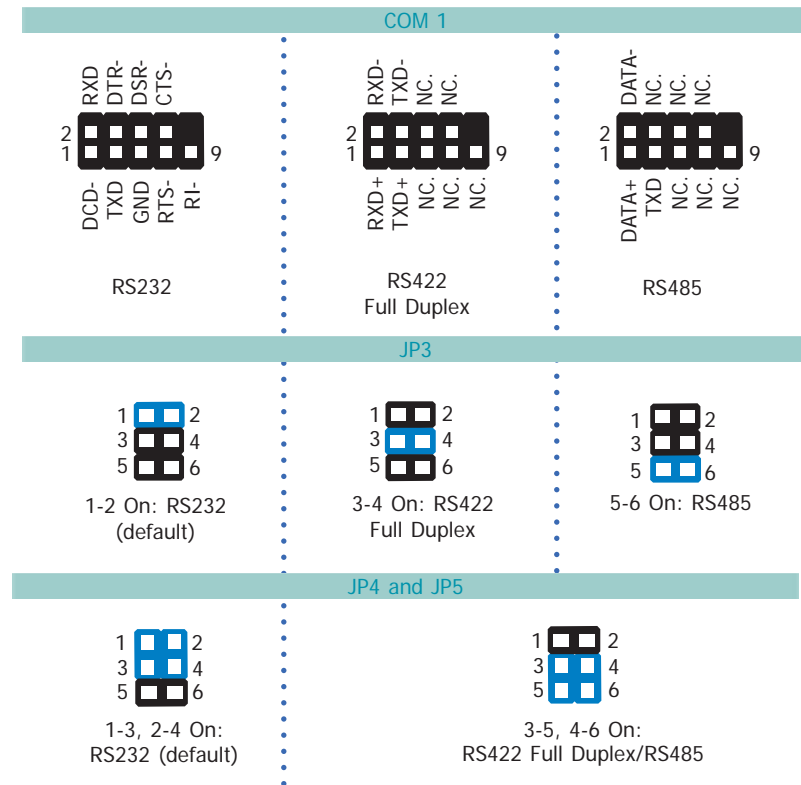 COM 1
RXD DTR- DSR- CTS-
2
1 9
DCD- TXD GND RTS- RI-
RS232
RXD- TXD- NC. NC.
2
1 9
RXD+ TXD+ NC. NC. NC.
RS422
Full Duplex
DATA- NC. NC. NC.
2
1 9
DATA+ TXD NC. NC. NC.
RS485
JP3
1 2
3 4
5 6
1-2 On: RS232
(default)
1 2
3 4
5 6
3-4 On: RS422
Full Duplex
1 2
3 4
5 6
5-6 On: RS485
JP4 and JP5
1 2
3 4
5 6
1-3, 2-4 On:
RS232 (default)
1 2
3 4
5 6
3-5, 4-6 On:
RS422 Full Duplex/RS485